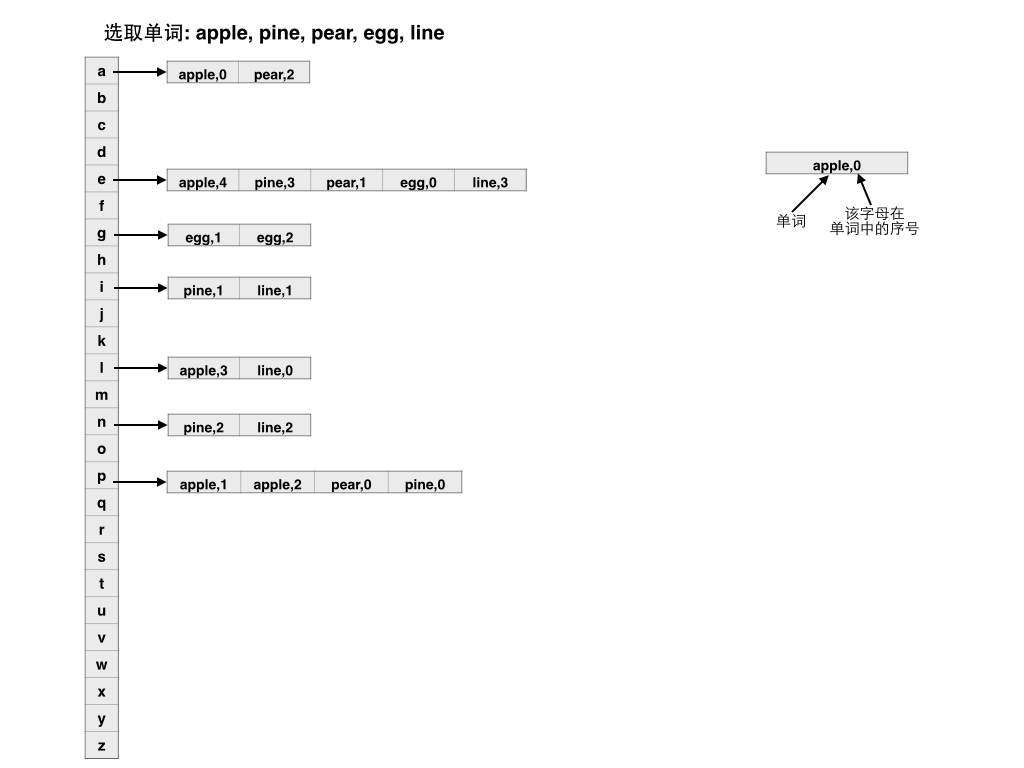 选取单词: apple, pine, pear, egg, line
a apple,0 pear,2
b
c
d
e apple,4 pine,3 pear,1 egg,0 line,3
f
g egg,1 egg,2
h
i pine,1 line,1
j
k
l apple,3 line,0
m
n pine,2 line,2
o
p apple,1 apple,2 pear,0 pine,0
q
r
s
t
u
v
w
x
y
z
apple,0
单词
该字母在
单词中的序号